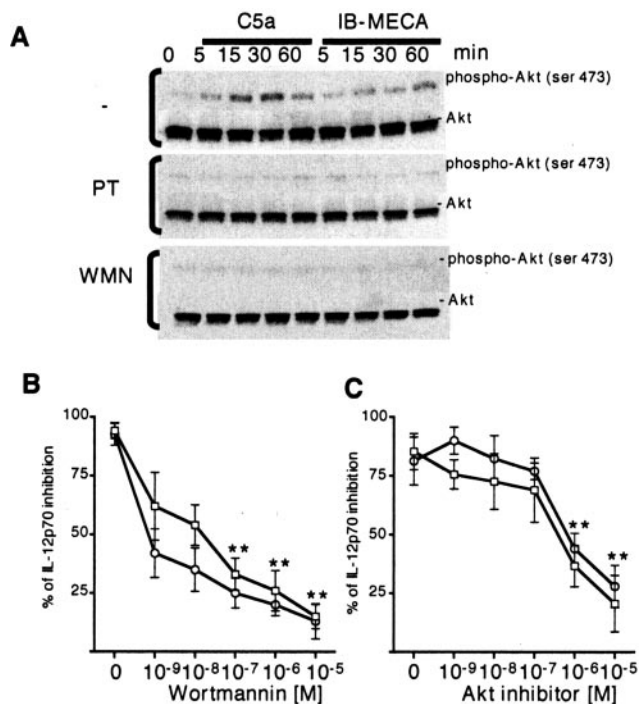 A
C5a IB-MECA
0 5 15 30 60 5 15 30 60 min
-
phospho-Akt (ser 473)
Akt
PT
phospho-Akt (ser 473)
Akt
WMN
phospho-Akt (ser 473)
Akt
B
% of IL-12p70 inhibition
100
75
50
25
** ** **
0 10-9 10-8 10-7 10-6 10-5
Wortmannin [M]
C
% of IL-12p70 inhibition
100
75
50
25
** **
0 10-9 10-8 10-7 10-6 10-5
Akt inhibitor [M]